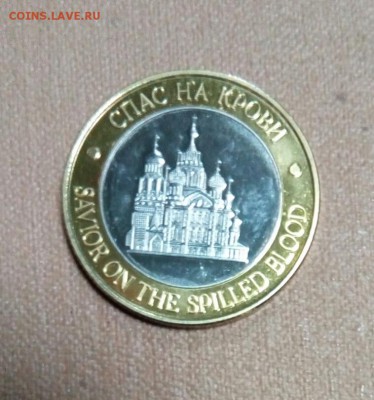 COINS.LAVE.RU
СПАС НА КРОВИ
SAVIOR ON THE SPILLED BLOOD